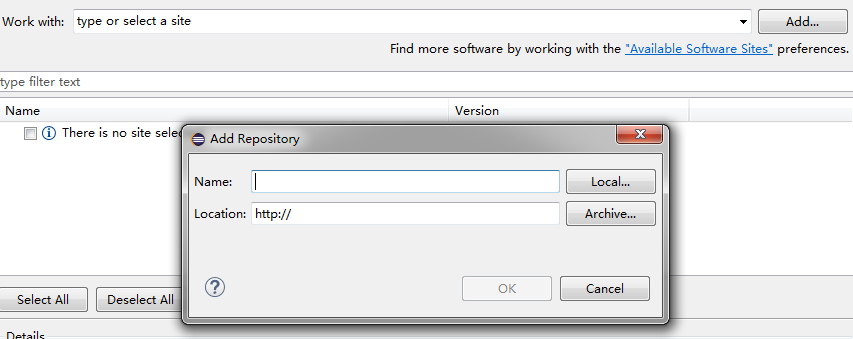 Work with: type or select a site Add...
Find more software by working with the "Available Software Sites" preferences.
type filter text
Name Version
There is no site selec
Add Repository
Name: Local...
Location: http:// Archive...
? OK Cancel
Select All Deselect All
Details